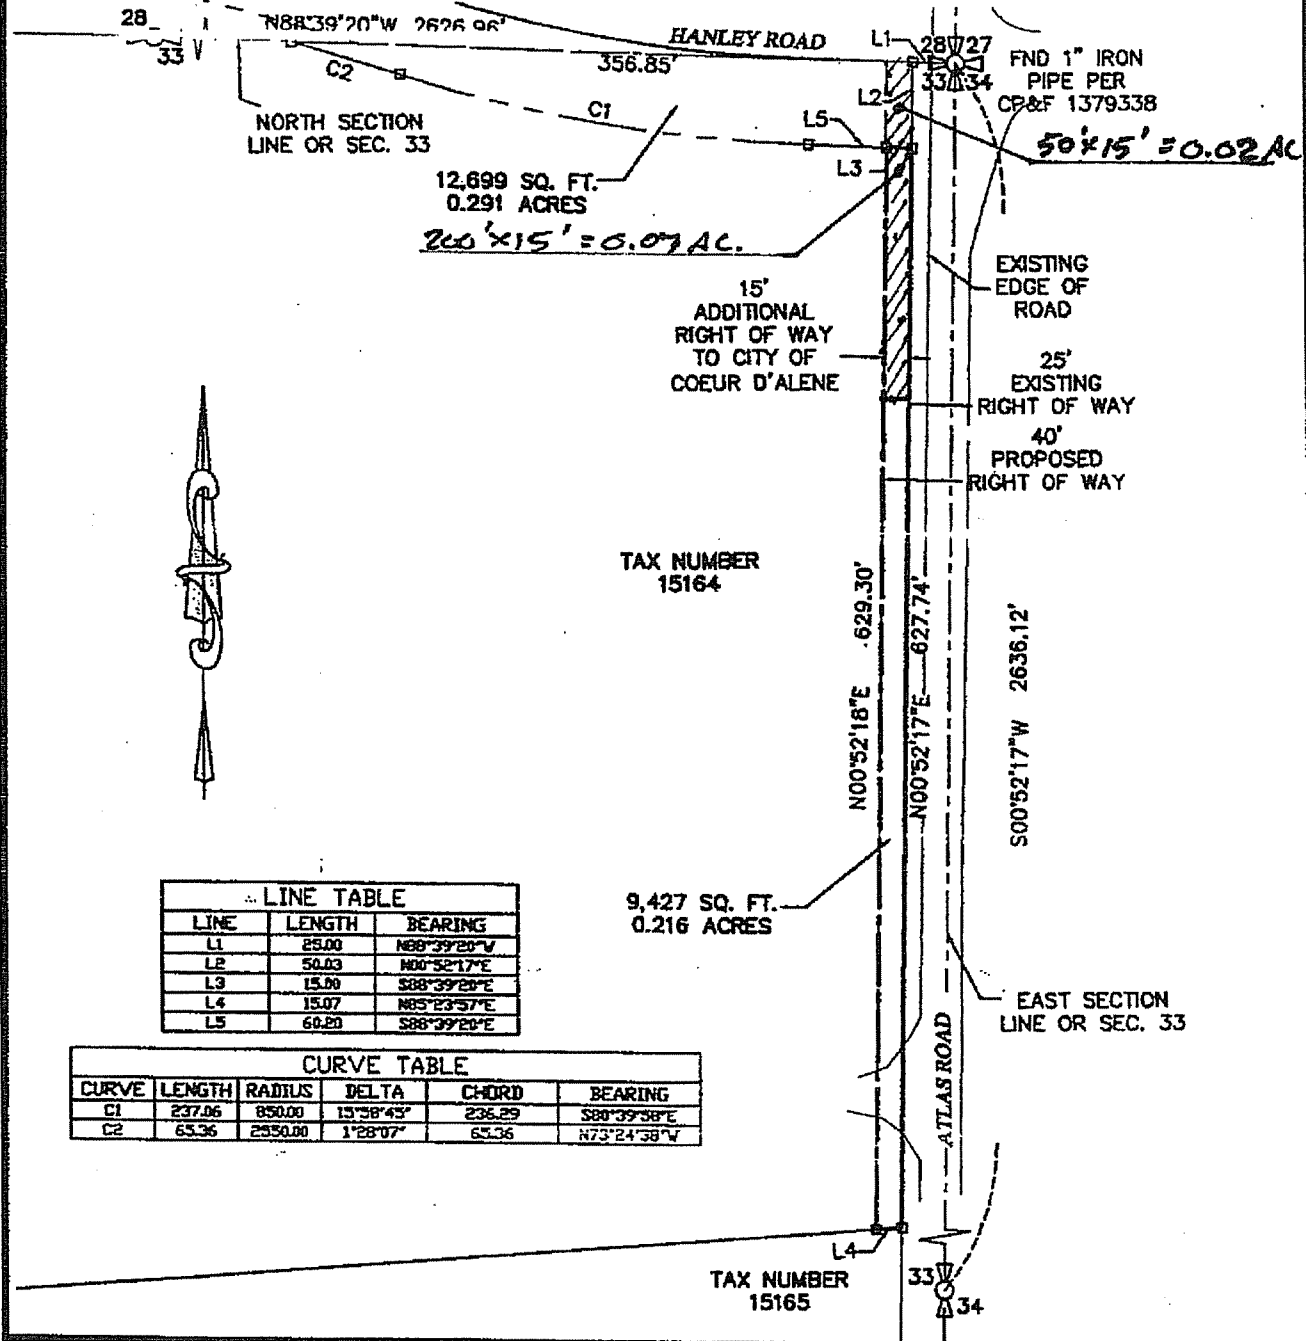 28
33
N88°39'20"W 2626.96'
HANLEY ROAD
356.85'
L1
28 27
33 34
FND 1" IRON
PIPE PER
CP&F 1379338
C2
C1
L2
L5
L3
NORTH SECTION
LINE OR SEC. 33
50'x15' = 0.02 AC
12,699 SQ. FT.
0.291 ACRES
200'x15' = 0.07 AC.
EXISTING
EDGE OF
ROAD
15'
ADDITIONAL
RIGHT OF WAY
TO CITY OF
COEUR D'ALENE
25'
EXISTING
RIGHT OF WAY
40'
PROPOSED
RIGHT OF WAY
TAX NUMBER
15164
N00°52'18"E 629.30'
N00°52'17"E 627.74'
S00°52'17"W 2636.12'
9,427 SQ. FT.
0.216 ACRES
LINE TABLE
LINE LENGTH BEARING
L1 25.00 N88°39'20"W
L2 50.03 N00°52'17"E
L3 15.00 S88°39'20"E
L4 15.07 N85°23'57"E
L5 60.20 S88°39'20"E
EAST SECTION
LINE OR SEC. 33
ATLAS ROAD
CURVE TABLE
CURVE LENGTH RADIUS DELTA CHORD BEARING
C1 237.06 850.00 15°58'45" 236.29 S80°39'58"E
C2 65.36 2550.00 1°28'07" 65.36 N73°24'38"W
L4
TAX NUMBER
15165
33
34